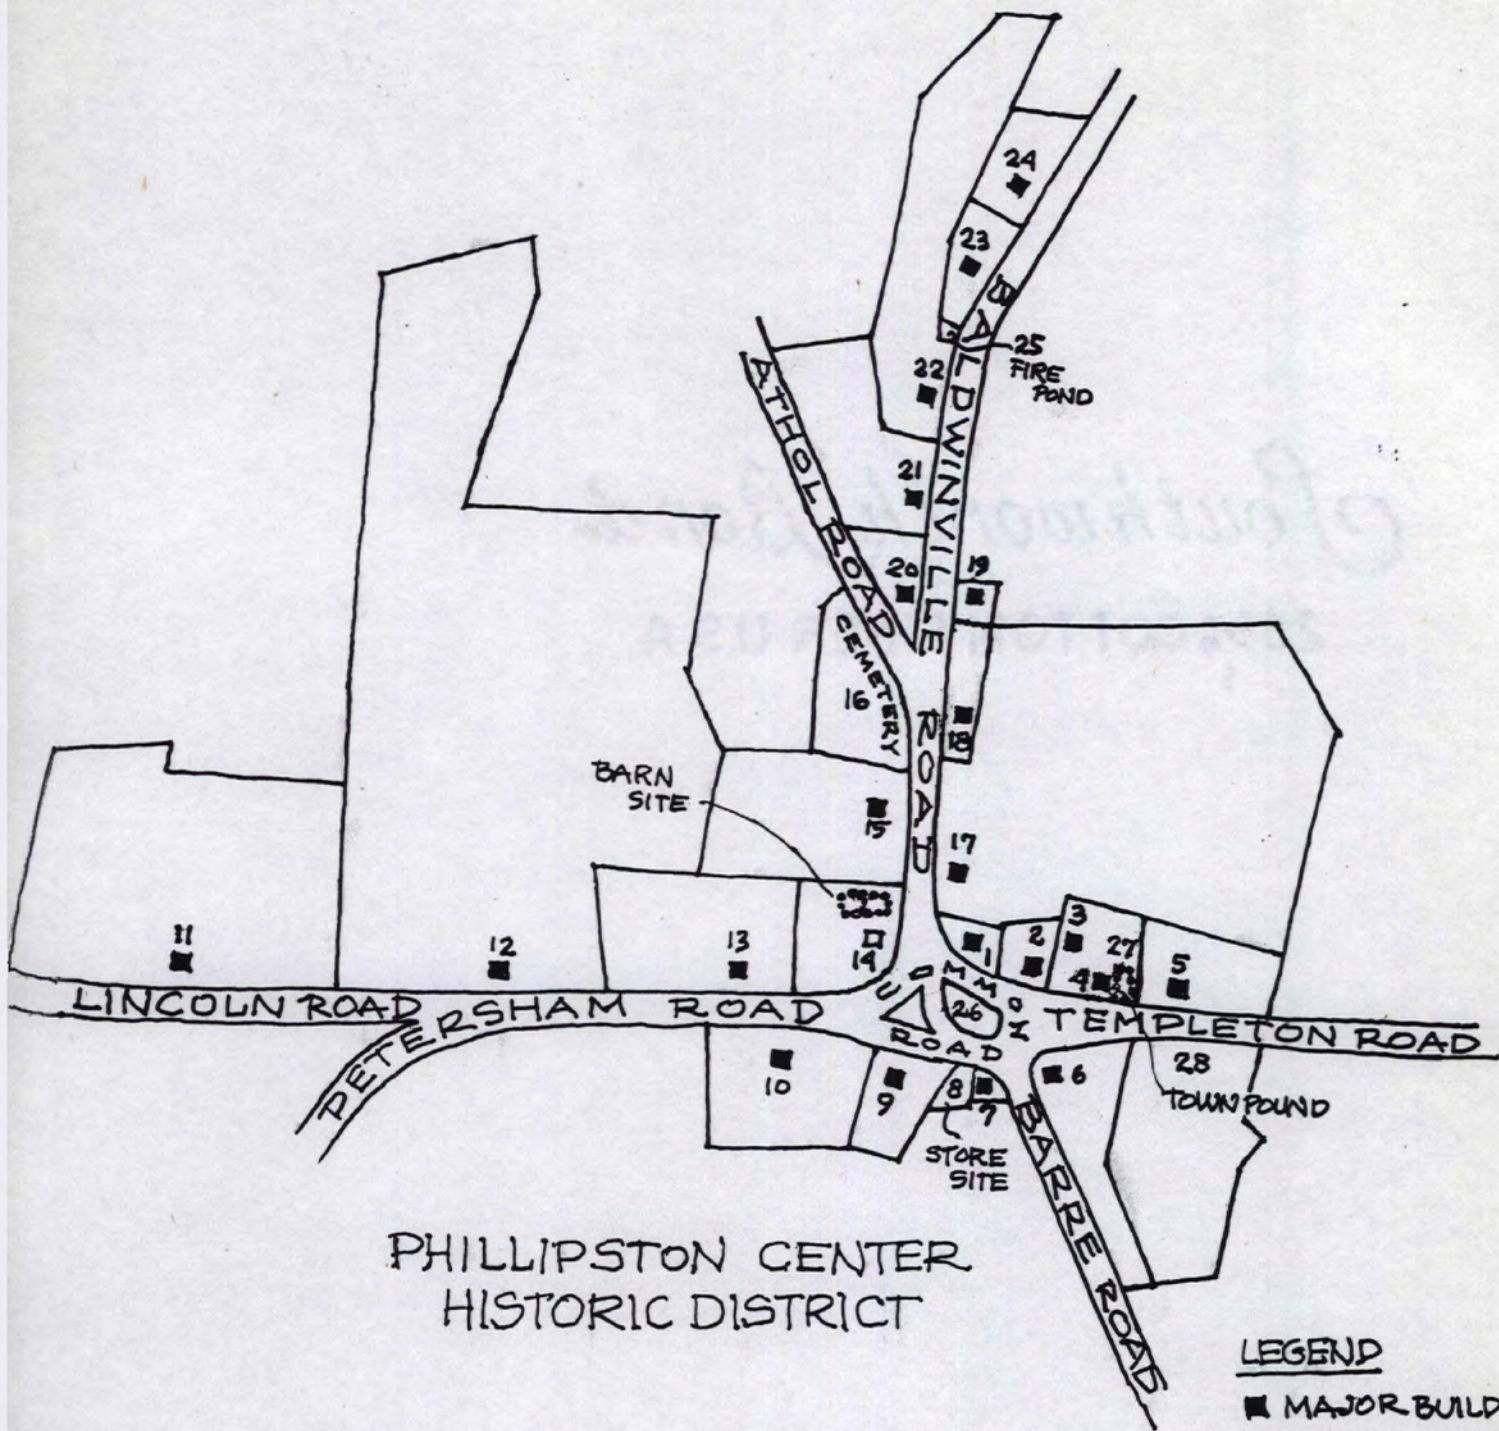 24
23
BALDWINVILLE ROAD
25
FIRE
POND
22
ATHOL ROAD
21
20
19
CEMETERY
16
18
BARN
SITE
15
17
11
12
13
14
1
2
3
27
4
5
LINCOLN ROAD
PETERSHAM ROAD
COMMON
ROAD
26
TEMPLETON ROAD
10
9
8
7
6
28
TOWN POUND
STORE
SITE
BARRE ROAD
PHILLIPSTON CENTER
HISTORIC DISTRICT
LEGEND
MAJOR BUILD